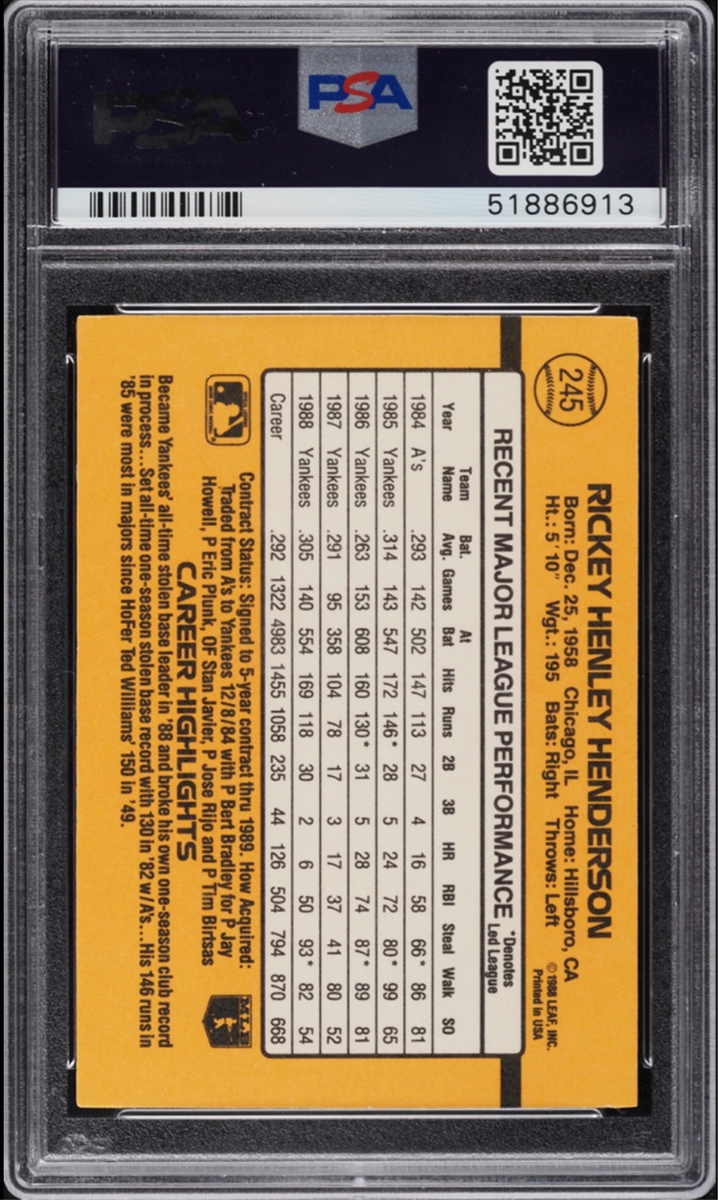 PSA
PSA
51886913
245
RICKEY HENLEY HENDERSON
Born: Dec. 25, 1958 Chicago, IL Home: Hillsboro, CA
Ht.: 5' 10" Wgt.: 195 Bats: Right Throws: Left
© 1988 LEAF, INC.
Printed in USA
RECENT MAJOR LEAGUE PERFORMANCE *Denotes
Led League
Year Team Name Bat. Avg. Games At Bat Hits Runs 2B 3B HR RBI Steal Walk SO
1984 A's .293 142 502 147 113 27 4 16 58 66* 86 81
1985 Yankees .314 143 547 172 146* 28 5 24 72 80* 99 65
1986 Yankees .263 153 608 160 130* 31 5 28 74 87* 89 81
1987 Yankees .291 95 358 104 78 17 3 17 37 41 80 52
1988 Yankees .305 140 554 169 118 30 2 6 50 93* 82 54
Career .292 1322 4983 1455 1058 235 44 126 504 794 870 668
Contract Status: Signed to 5-year contract thru 1989. How Acquired:
Traded from A's to Yankees 12/8/84 with P Bert Bradley for P Jay
Howell, P Eric Plunk, OF Stan Javier, P Jose Rijo and P Tim Birtsas
MLB
CAREER HIGHLIGHTS
Became Yankees' all-time stolen base leader in '88 and broke his own one-season club record
in process...Set all-time one-season stolen base record with 130 in '82 w/A's...His 146 runs in
'85 were most in majors since HoFer Ted Williams' 150 in '49.